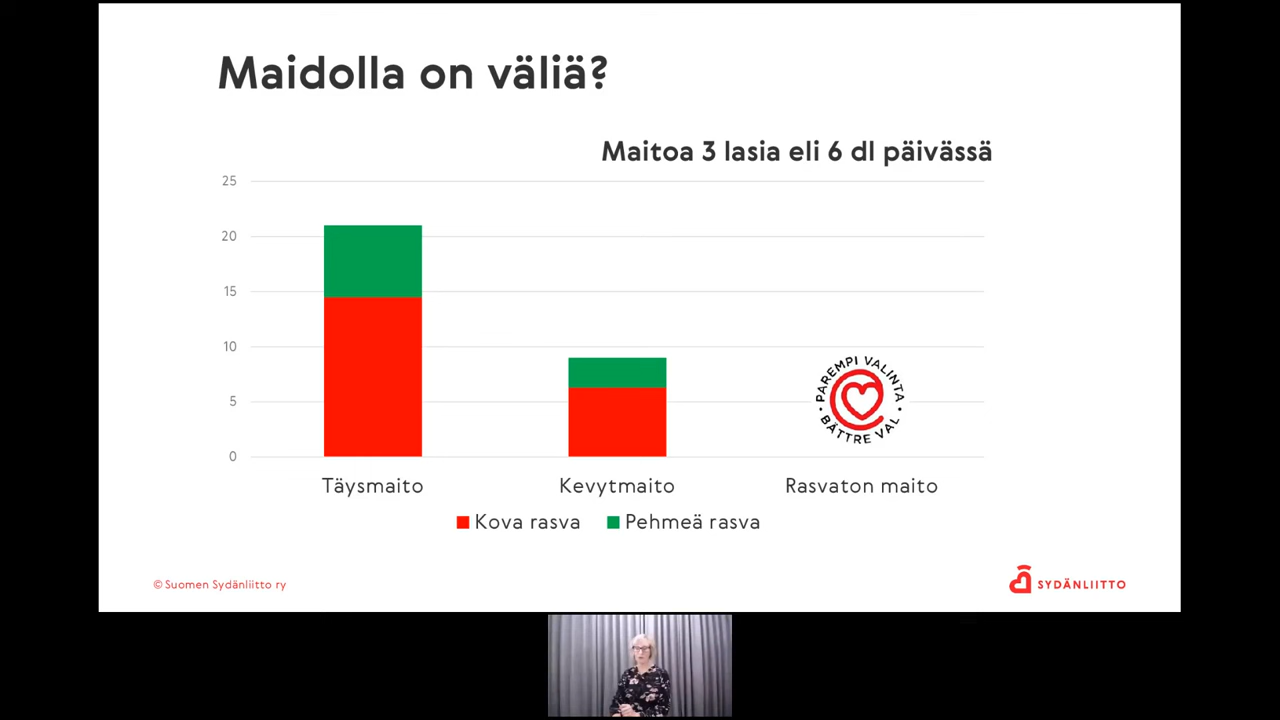 Maidolla on väliä?
Maitoa 3 lasia eli 6 dl päivässä
25
20
15
10
5
0
PAREMPI VALINTA
• BÄTTRE VAL •
Täysmaito Kevytmaito Rasvaton maito
Kova rasva Pehmeä rasva
© Suomen Sydänliitto ry
SYDÄNLIITTO